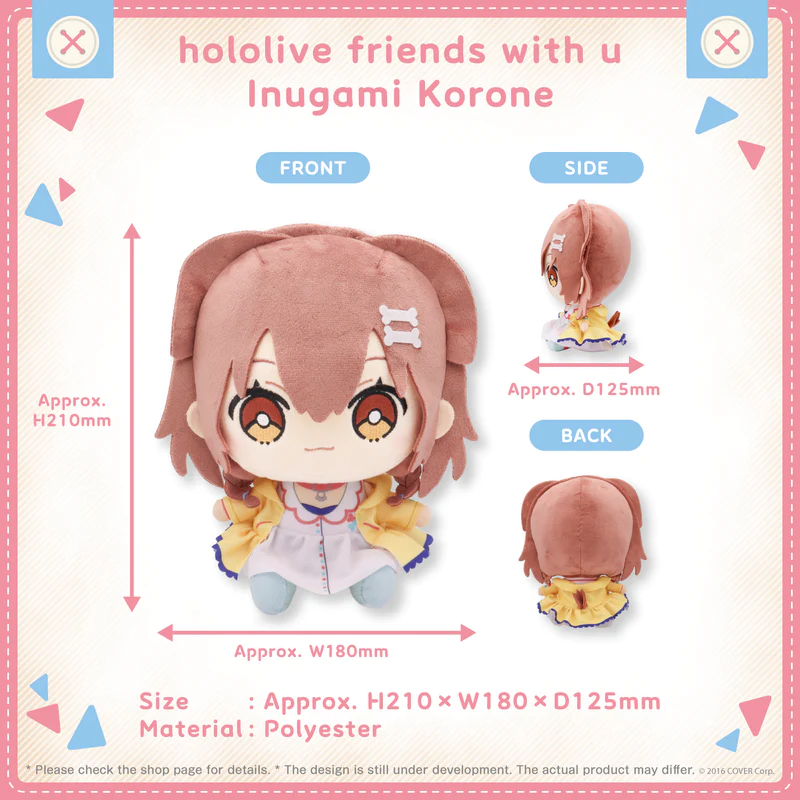 hololive friends with u
Inugami Korone
FRONT
SIDE
Approx. H210mm
Approx. D125mm
BACK
Approx. W180mm
Size : Approx. H210×W180×D125mm
Material : Polyester
* Please check the shop page for details. * The design is still under development. The actual product may differ. © 2016 COVER Corp.